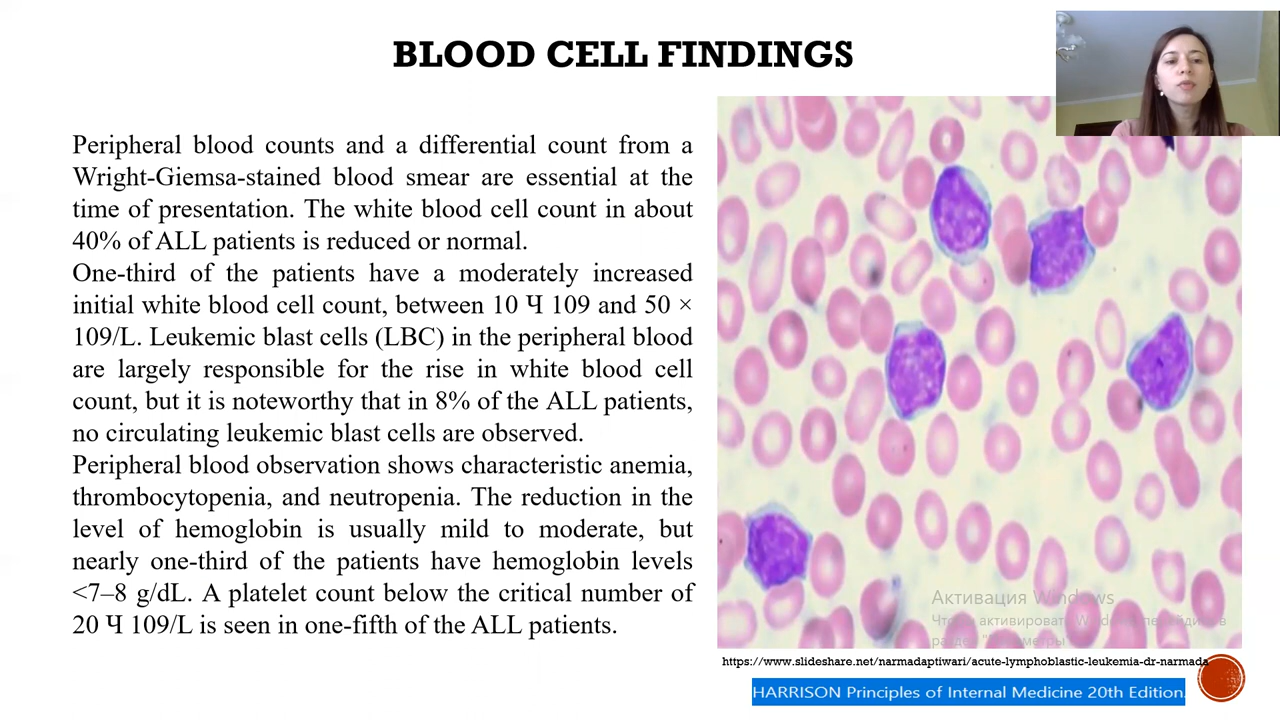 BLOOD CELL FINDINGS
Peripheral blood counts and a differential count from a
Wright-Giemsa-stained blood smear are essential at the
time of presentation. The white blood cell count in about
40% of ALL patients is reduced or normal.
One-third of the patients have a moderately increased
initial white blood cell count, between 10 Ч 109 and 50 ×
109/L. Leukemic blast cells (LBC) in the peripheral blood
are largely responsible for the rise in white blood cell
count, but it is noteworthy that in 8% of the ALL patients,
no circulating leukemic blast cells are observed.
Peripheral blood observation shows characteristic anemia,
thrombocytopenia, and neutropenia. The reduction in the
level of hemoglobin is usually mild to moderate, but
nearly one-third of the patients have hemoglobin levels
<7–8 g/dL. A platelet count below the critical number of
20 Ч 109/L is seen in one-fifth of the ALL patients.
Активация Windows
Чтобы активировать Windows, перейдите в
раздел "Параметры".
https://www.slideshare.net/narmadaptiwari/acute-lymphoblastic-leukemia-dr-narmada
HARRISON Principles of Internal Medicine 20th Edition.